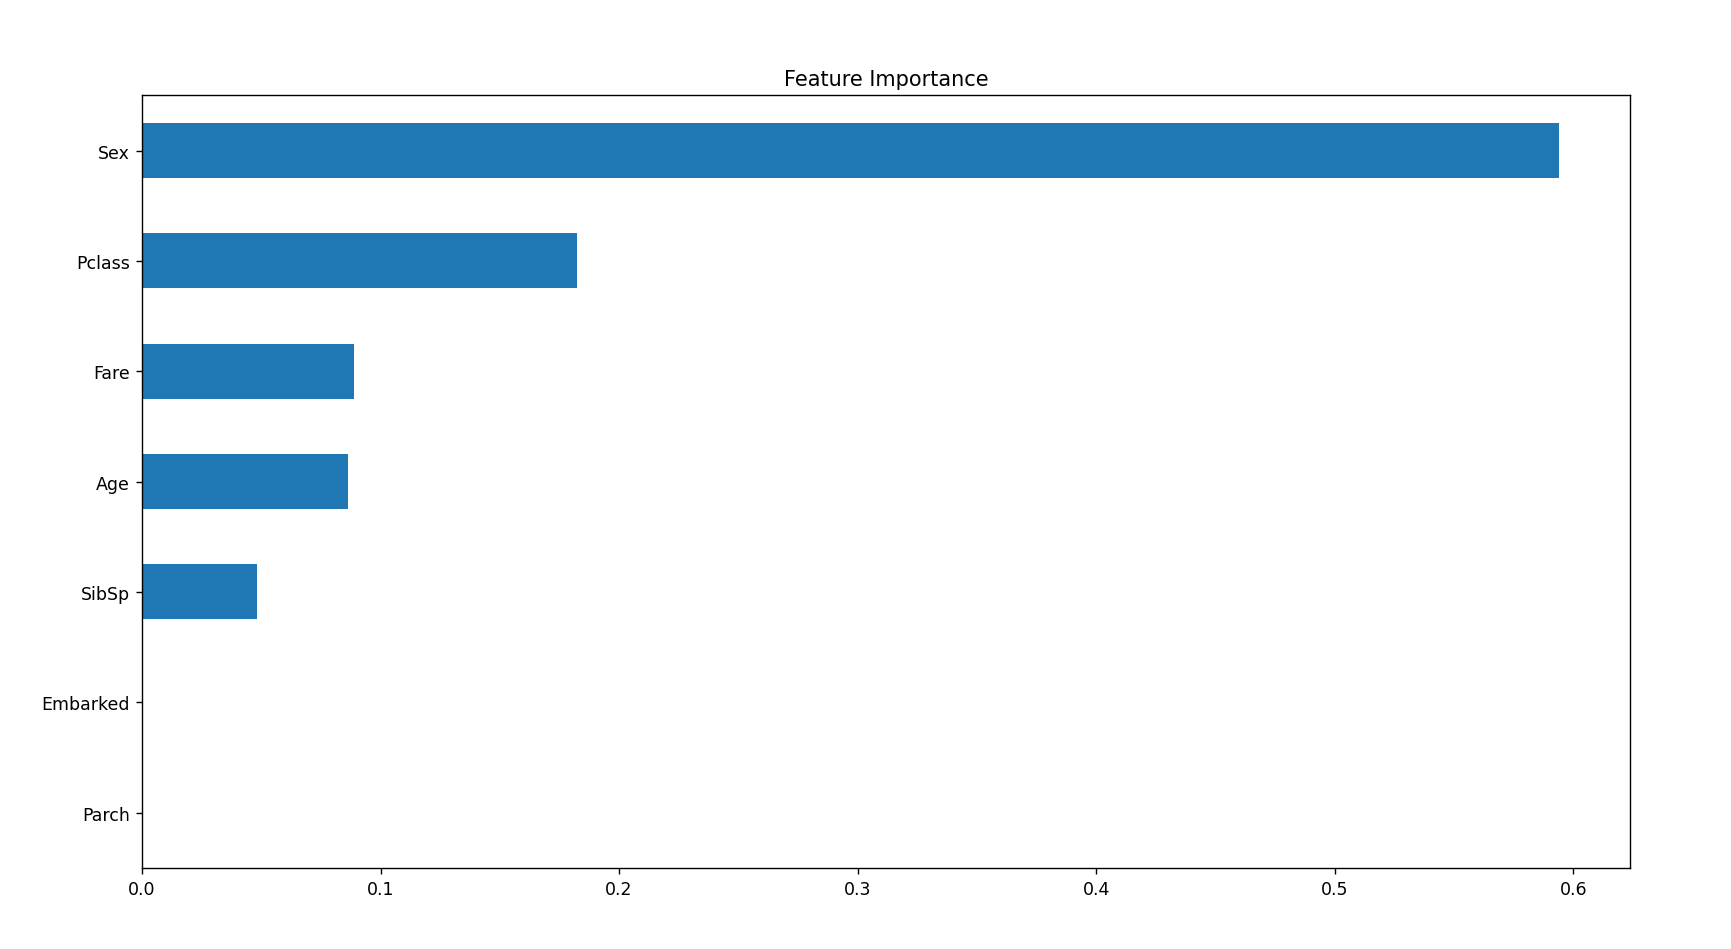 Feature Importance
Sex
Pclass
Fare
Age
SibSp
Embarked
Parch
0.0 0.1 0.2 0.3 0.4 0.5 0.6